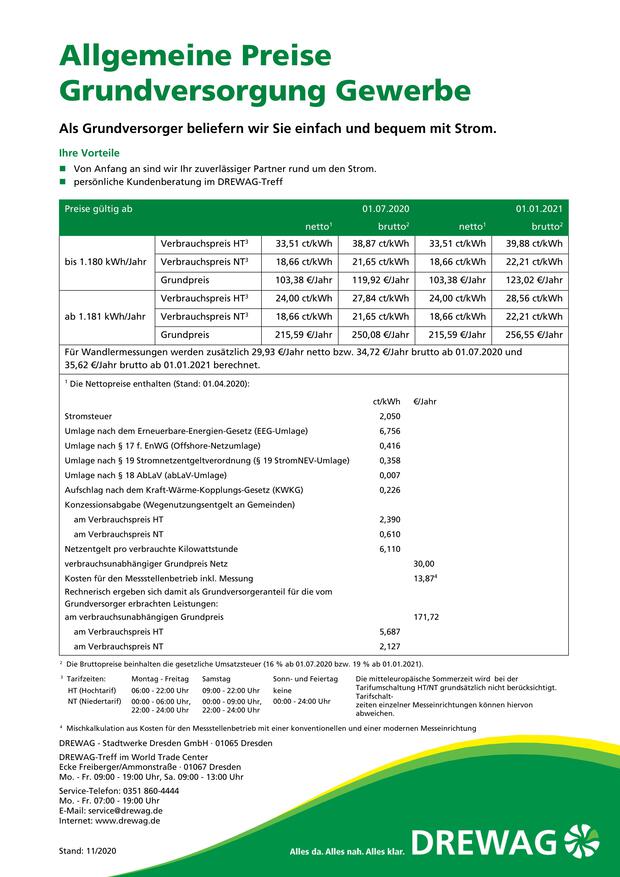 Allgemeine Preise
Grundversorgung Gewerbe
Als Grundversorger beliefern wir Sie einfach und bequem mit Strom.
Ihre Vorteile
■ Von Anfang an sind wir Ihr zuverlässiger Partner rund um den Strom.
■ persönliche Kundenberatung im DREWAG-Treff
Preise gültig ab 01.07.2020 01.01.2021
netto¹ brutto² netto¹ brutto²
bis 1.180 kWh/Jahr
Verbrauchspreis HT³ 33,51 ct/kWh 38,87 ct/kWh 33,51 ct/kWh 39,88 ct/kWh
Verbrauchspreis NT³ 18,66 ct/kWh 21,65 ct/kWh 18,66 ct/kWh 22,21 ct/kWh
Grundpreis 103,38 €/Jahr 119,92 €/Jahr 103,38 €/Jahr 123,02 €/Jahr
ab 1.181 kWh/Jahr
Verbrauchspreis HT³ 24,00 ct/kWh 27,84 ct/kWh 24,00 ct/kWh 28,56 ct/kWh
Verbrauchspreis NT³ 18,66 ct/kWh 21,65 ct/kWh 18,66 ct/kWh 22,21 ct/kWh
Grundpreis 215,59 €/Jahr 250,08 €/Jahr 215,59 €/Jahr 256,55 €/Jahr
Für Wandlermessungen werden zusätzlich 29,93 €/Jahr netto bzw. 34,72 €/Jahr brutto ab 01.07.2020 und
35,62 €/Jahr brutto ab 01.01.2021 berechnet.
¹ Die Nettopreise enthalten (Stand: 01.04.2020):
ct/kWh €/Jahr
Stromsteuer 2,050
Umlage nach dem Erneuerbare-Energien-Gesetz (EEG-Umlage) 6,756
Umlage nach § 17 f. EnWG (Offshore-Netzumlage) 0,416
Umlage nach § 19 Stromnetzentgeltverordnung (§ 19 StromNEV-Umlage) 0,358
Umlage nach § 18 AbLaV (abLaV-Umlage) 0,007
Aufschlag nach dem Kraft-Wärme-Kopplungs-Gesetz (KWKG) 0,226
Konzessionsabgabe (Wegenutzungsentgelt an Gemeinden)
am Verbrauchspreis HT 2,390
am Verbrauchspreis NT 0,610
Netzentgelt pro verbrauchte Kilowattstunde 6,110
verbrauchsunabhängiger Grundpreis Netz 30,00
Kosten für den Messstellenbetrieb inkl. Messung 13,87⁴
Rechnerisch ergeben sich damit als Grundversorgeranteil für die vom
Grundversorger erbrachten Leistungen:
am verbrauchsunabhängigen Grundpreis 171,72
am Verbrauchspreis HT 5,687
am Verbrauchspreis NT 2,127
² Die Bruttopreise beinhalten die gesetzliche Umsatzsteuer (16 % ab 01.07.2020 bzw. 19 % ab 01.01.2021).
³ Tarifzeiten: Montag - Freitag Samstag Sonn- und Feiertag
HT (Hochtarif) 06:00 - 22:00 Uhr 09:00 - 22:00 Uhr keine
NT (Niedertarif) 00:00 - 06:00 Uhr, 00:00 - 09:00 Uhr, 00:00 - 24:00 Uhr
22:00 - 24:00 Uhr 22:00 - 24:00 Uhr
Die mitteleuropäische Sommerzeit wird bei der
Tarifumschaltung HT/NT grundsätzlich nicht berücksichtigt.
Tarifschalt-
zeiten einzelner Messeinrichtungen können hiervon
abweichen.
⁴ Mischkalkulation aus Kosten für den Messstellenbetrieb mit einer konventionellen und einer modernen Messeinrichtung
DREWAG - Stadtwerke Dresden GmbH · 01065 Dresden
DREWAG-Treff im World Trade Center
Ecke Freiberger/Ammonstraße · 01067 Dresden
Mo. - Fr. 09:00 - 19:00 Uhr, Sa. 09:00 - 13:00 Uhr
Service-Telefon: 0351 860-4444
Mo. - Fr. 07:00 - 19:00 Uhr
E-Mail: service@drewag.de
Internet: www.drewag.de
Stand: 11/2020
Alles da. Alles nah. Alles klar.
DREWAG